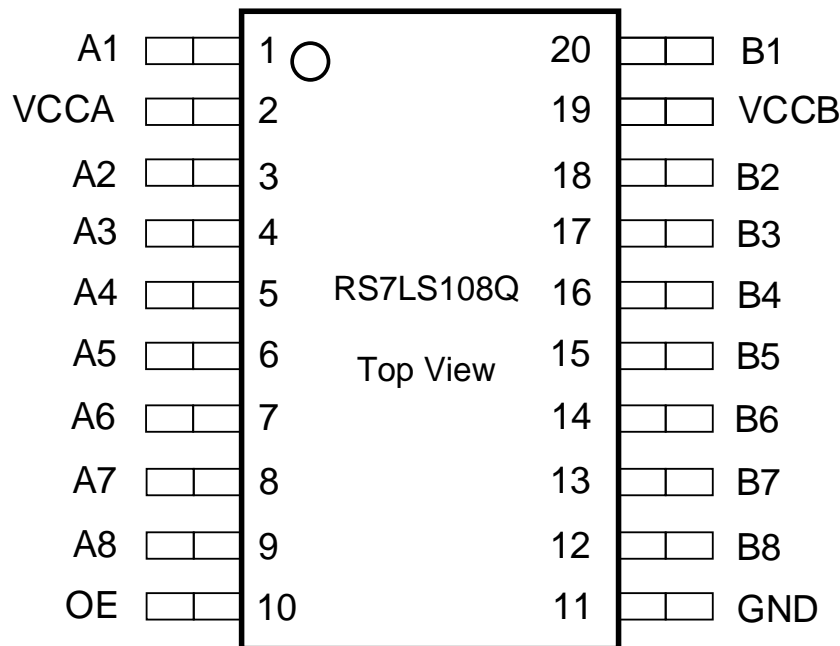 A1 1 20 B1
VCCA 2 19 VCCB
A2 3 18 B2
A3 4 17 B3
A4 5 RS7LS108Q 16 B4
A5 6 15 B5
Top View
A6 7 14 B6
A7 8 13 B7
A8 9 12 B8
OE 10 11 GND